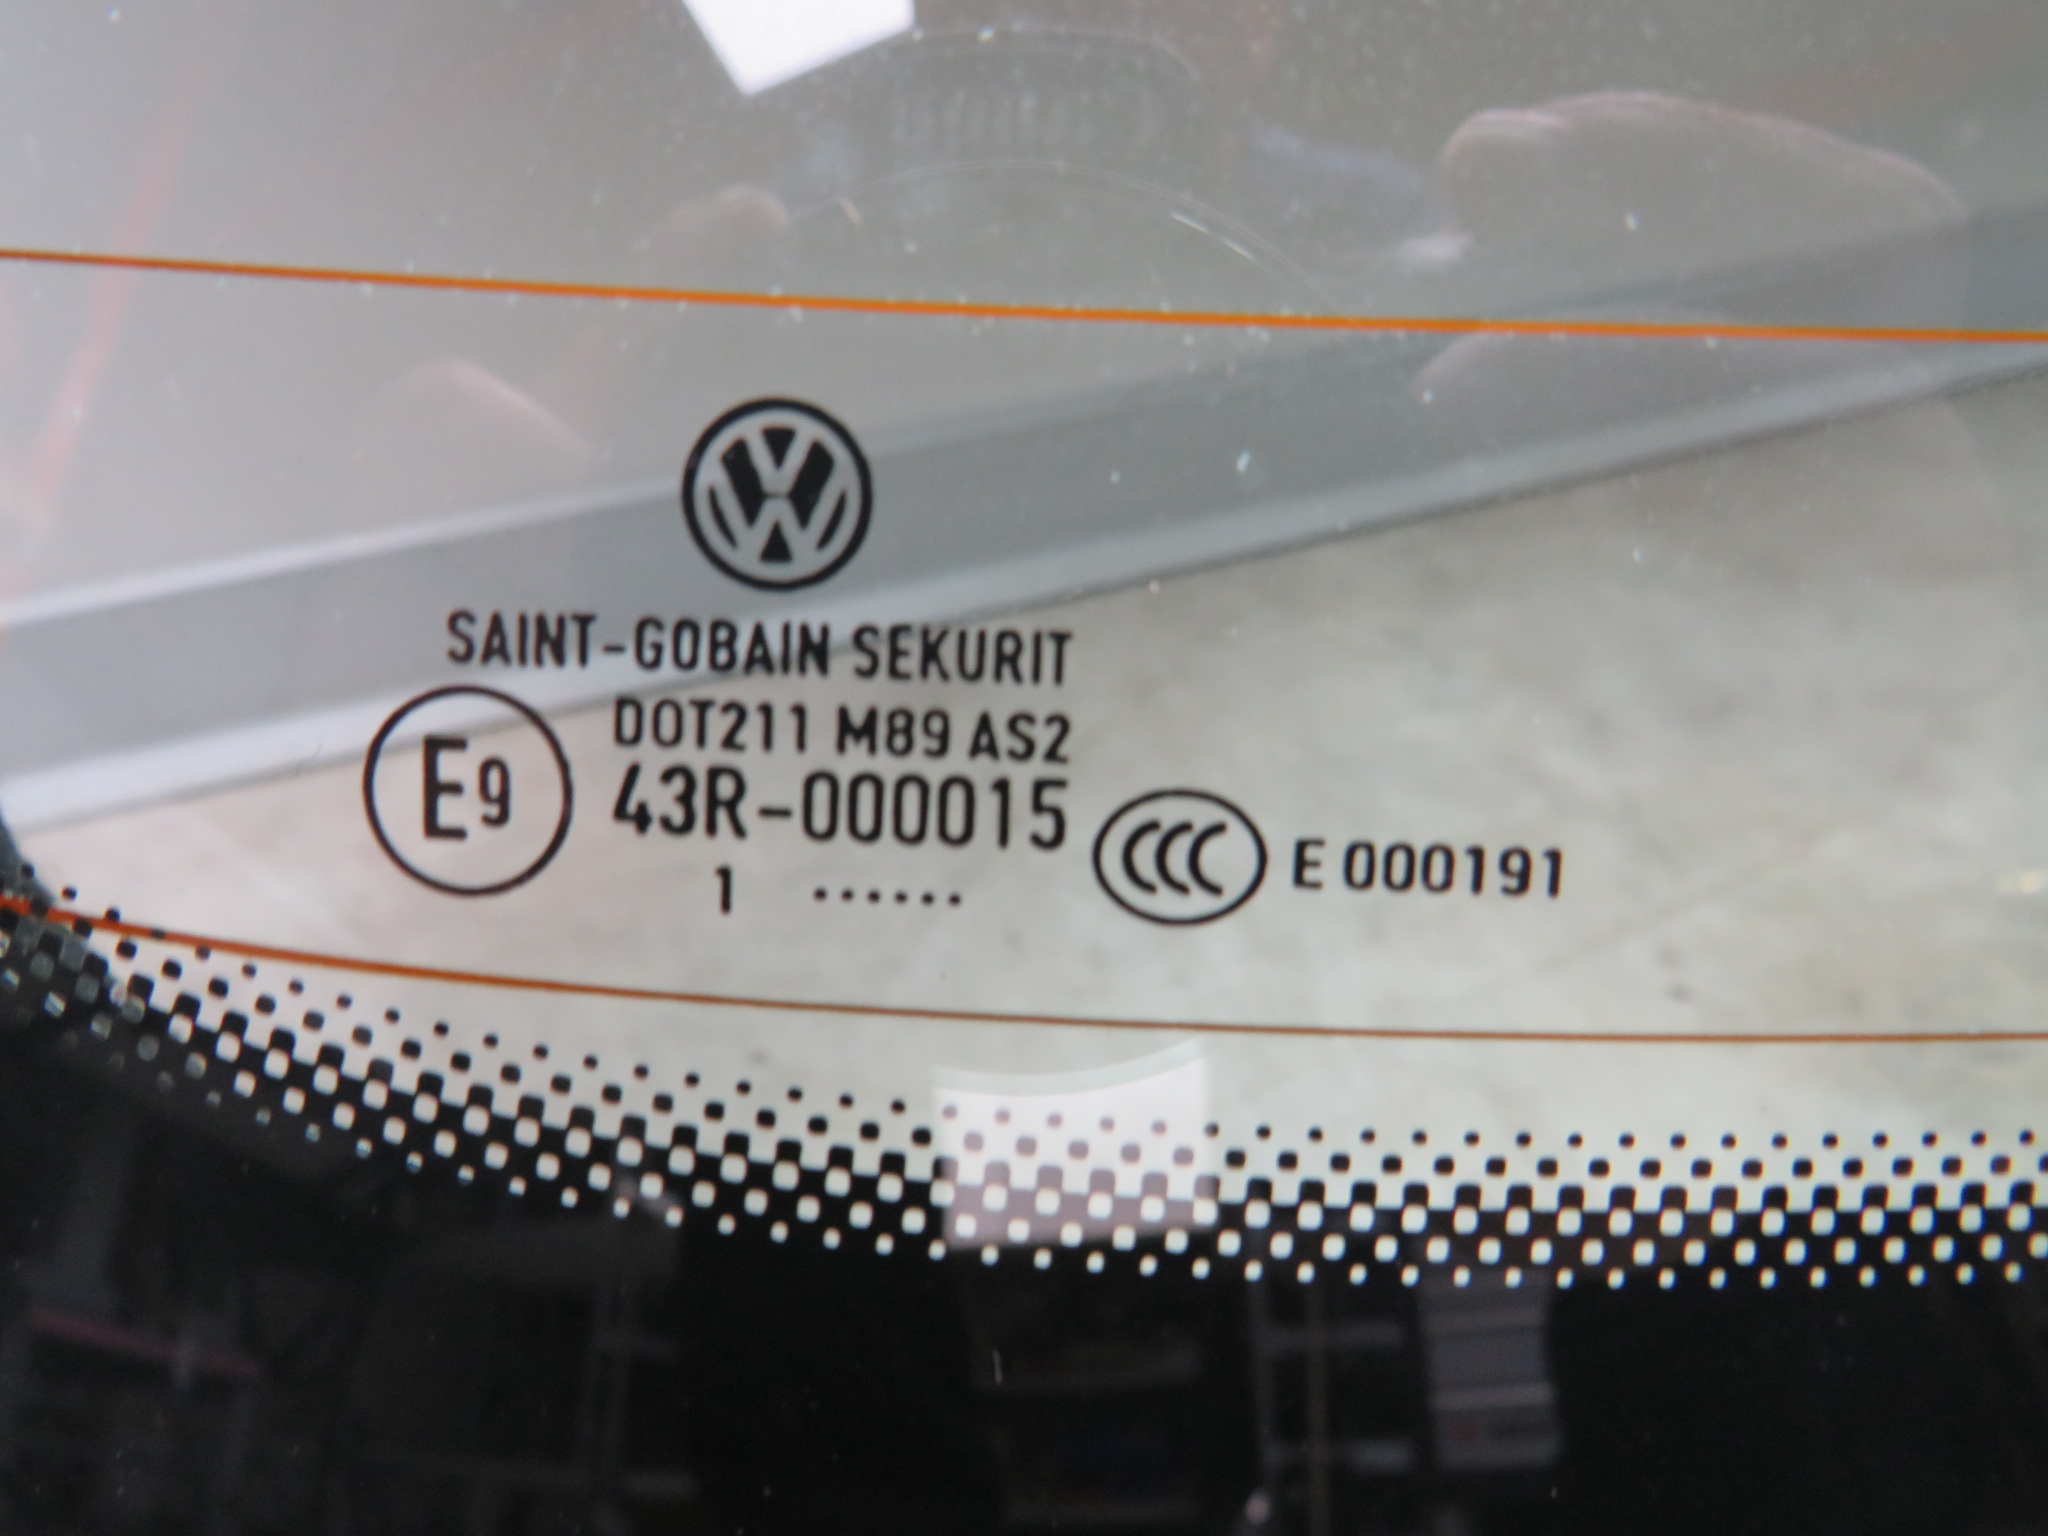 SAINT-GOBAIN SEKURIT
DOT211 M89 AS2
E9 43R-000015
1 ......
CCC E 000191